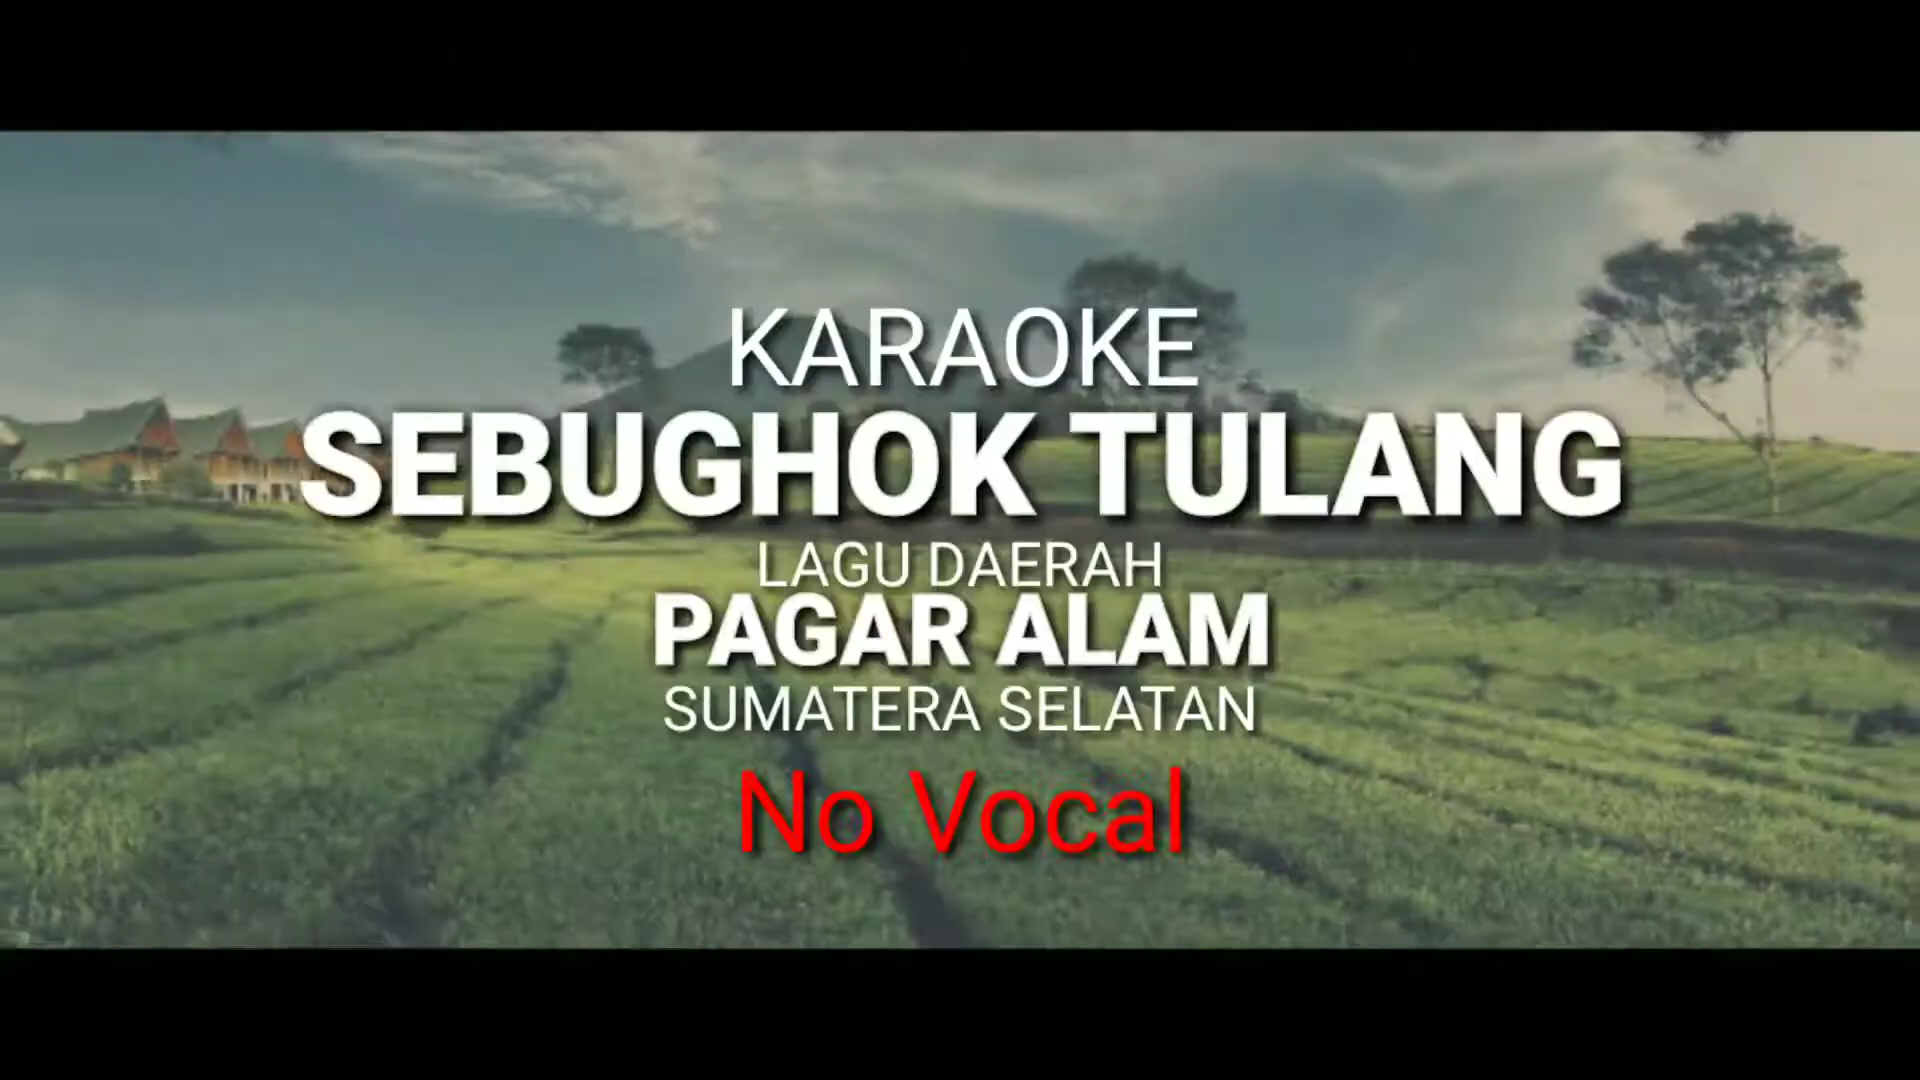 KARAOKE
SEBUGHOK TULANG
LAGU DAERAH
PAGAR ALAM
SUMATERA SELATAN
No Vocal